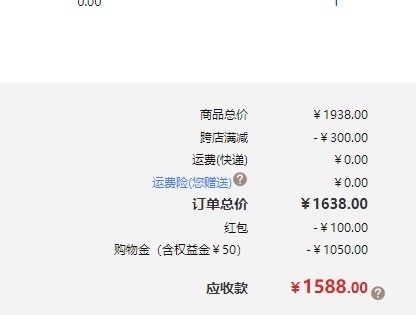 0.00 1
商品总价 ¥1938.00
跨店满减 -¥300.00
运费(快递) ¥0.00
运费险(您赠送)? ¥0.00
订单总价 ¥1638.00
红包 -¥100.00
购物金（含权益金¥50） -¥1050.00
应收款 ¥1588.00 ?